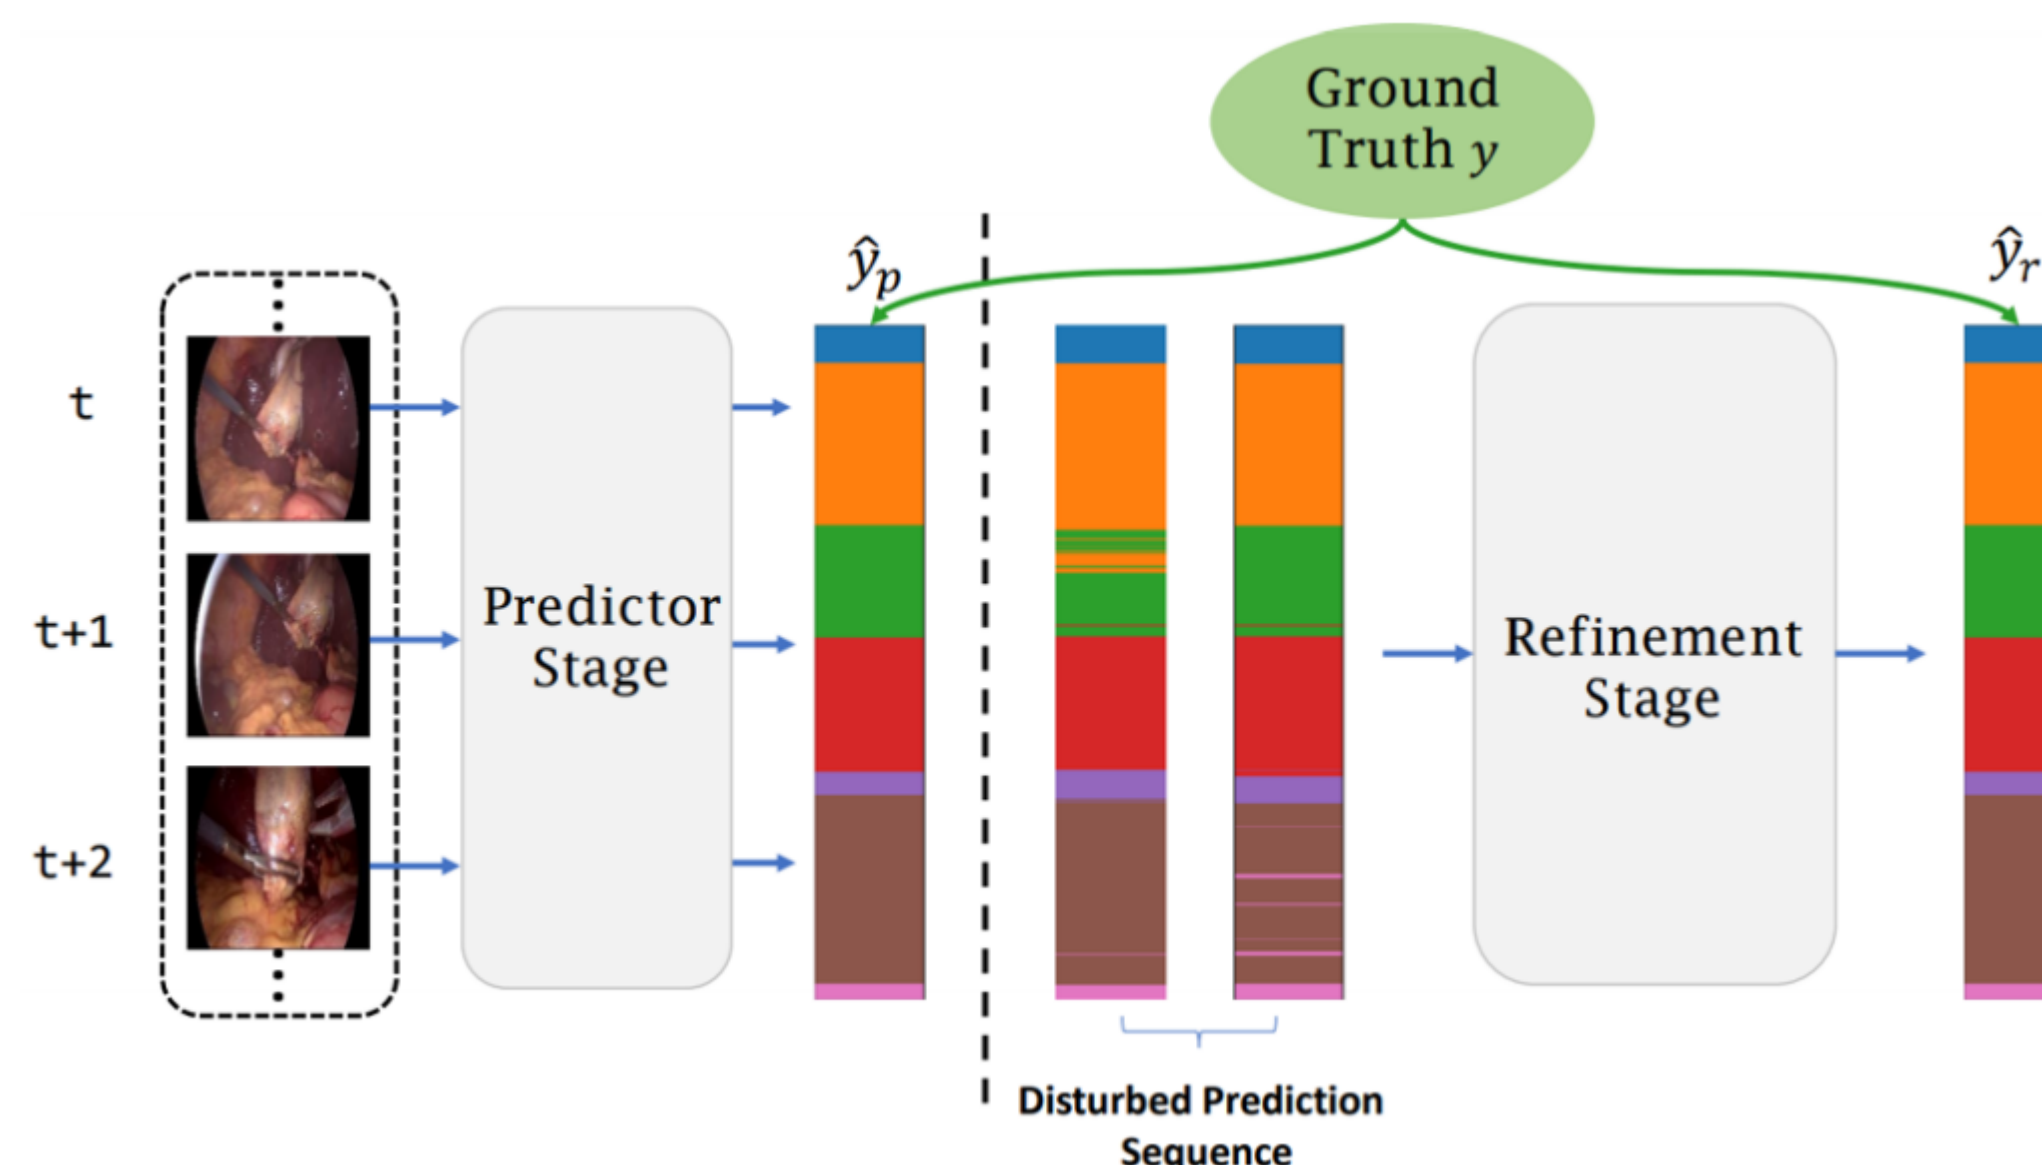 Ground
Truth y
ŷp
ŷr
t
t+1
t+2
Predictor
Stage
Refinement
Stage
Disturbed Prediction
Sequence